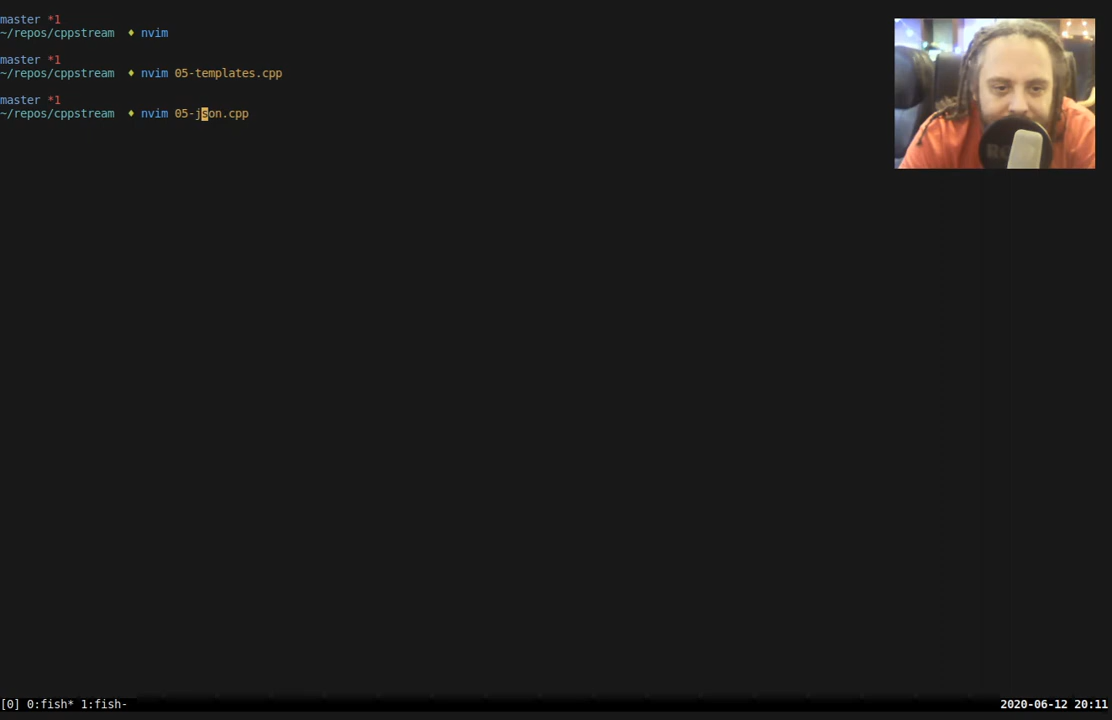 master *1
~/repos/cppstream ♦ nvim
master *1
~/repos/cppstream ♦ nvim 05-templates.cpp
master *1
~/repos/cppstream ♦ nvim 05-json.cpp
[0] 0:fish* 1:fish- 2020-06-12 20:11